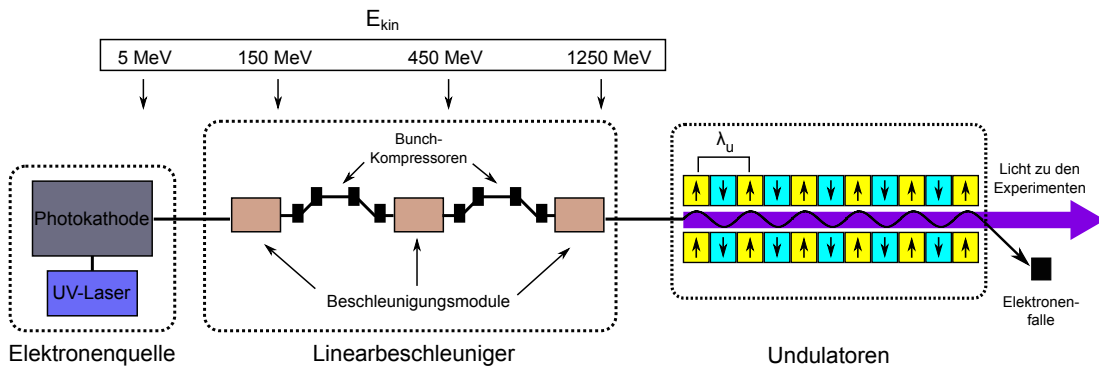 E_kin
5 MeV 150 MeV 450 MeV 1250 MeV
Bunch-
Kompressoren
λ_u
Licht zu den
Experimenten
Photokathode
UV-Laser
Beschleunigungsmodule
Elektronen-
falle
Elektronenquelle
Linearbeschleuniger
Undulatoren